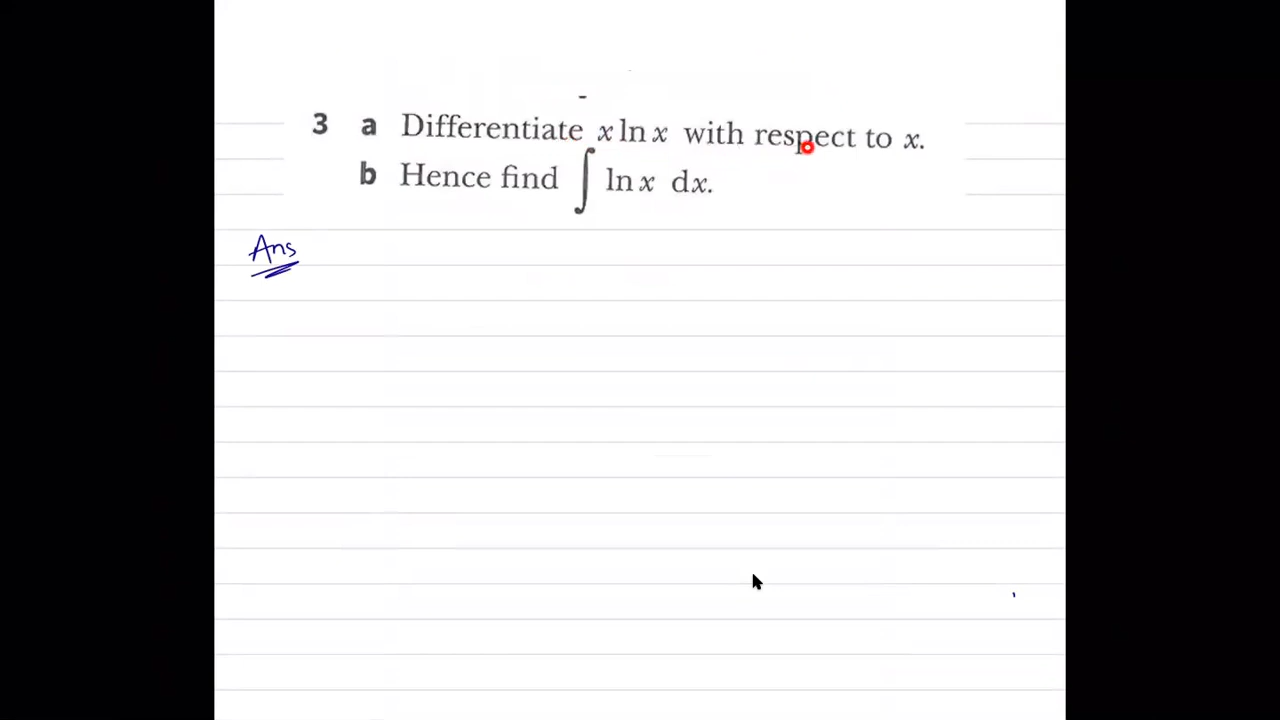 3 a Differentiate x ln x with respect to x.
b Hence find ∫ ln x dx.
Ans